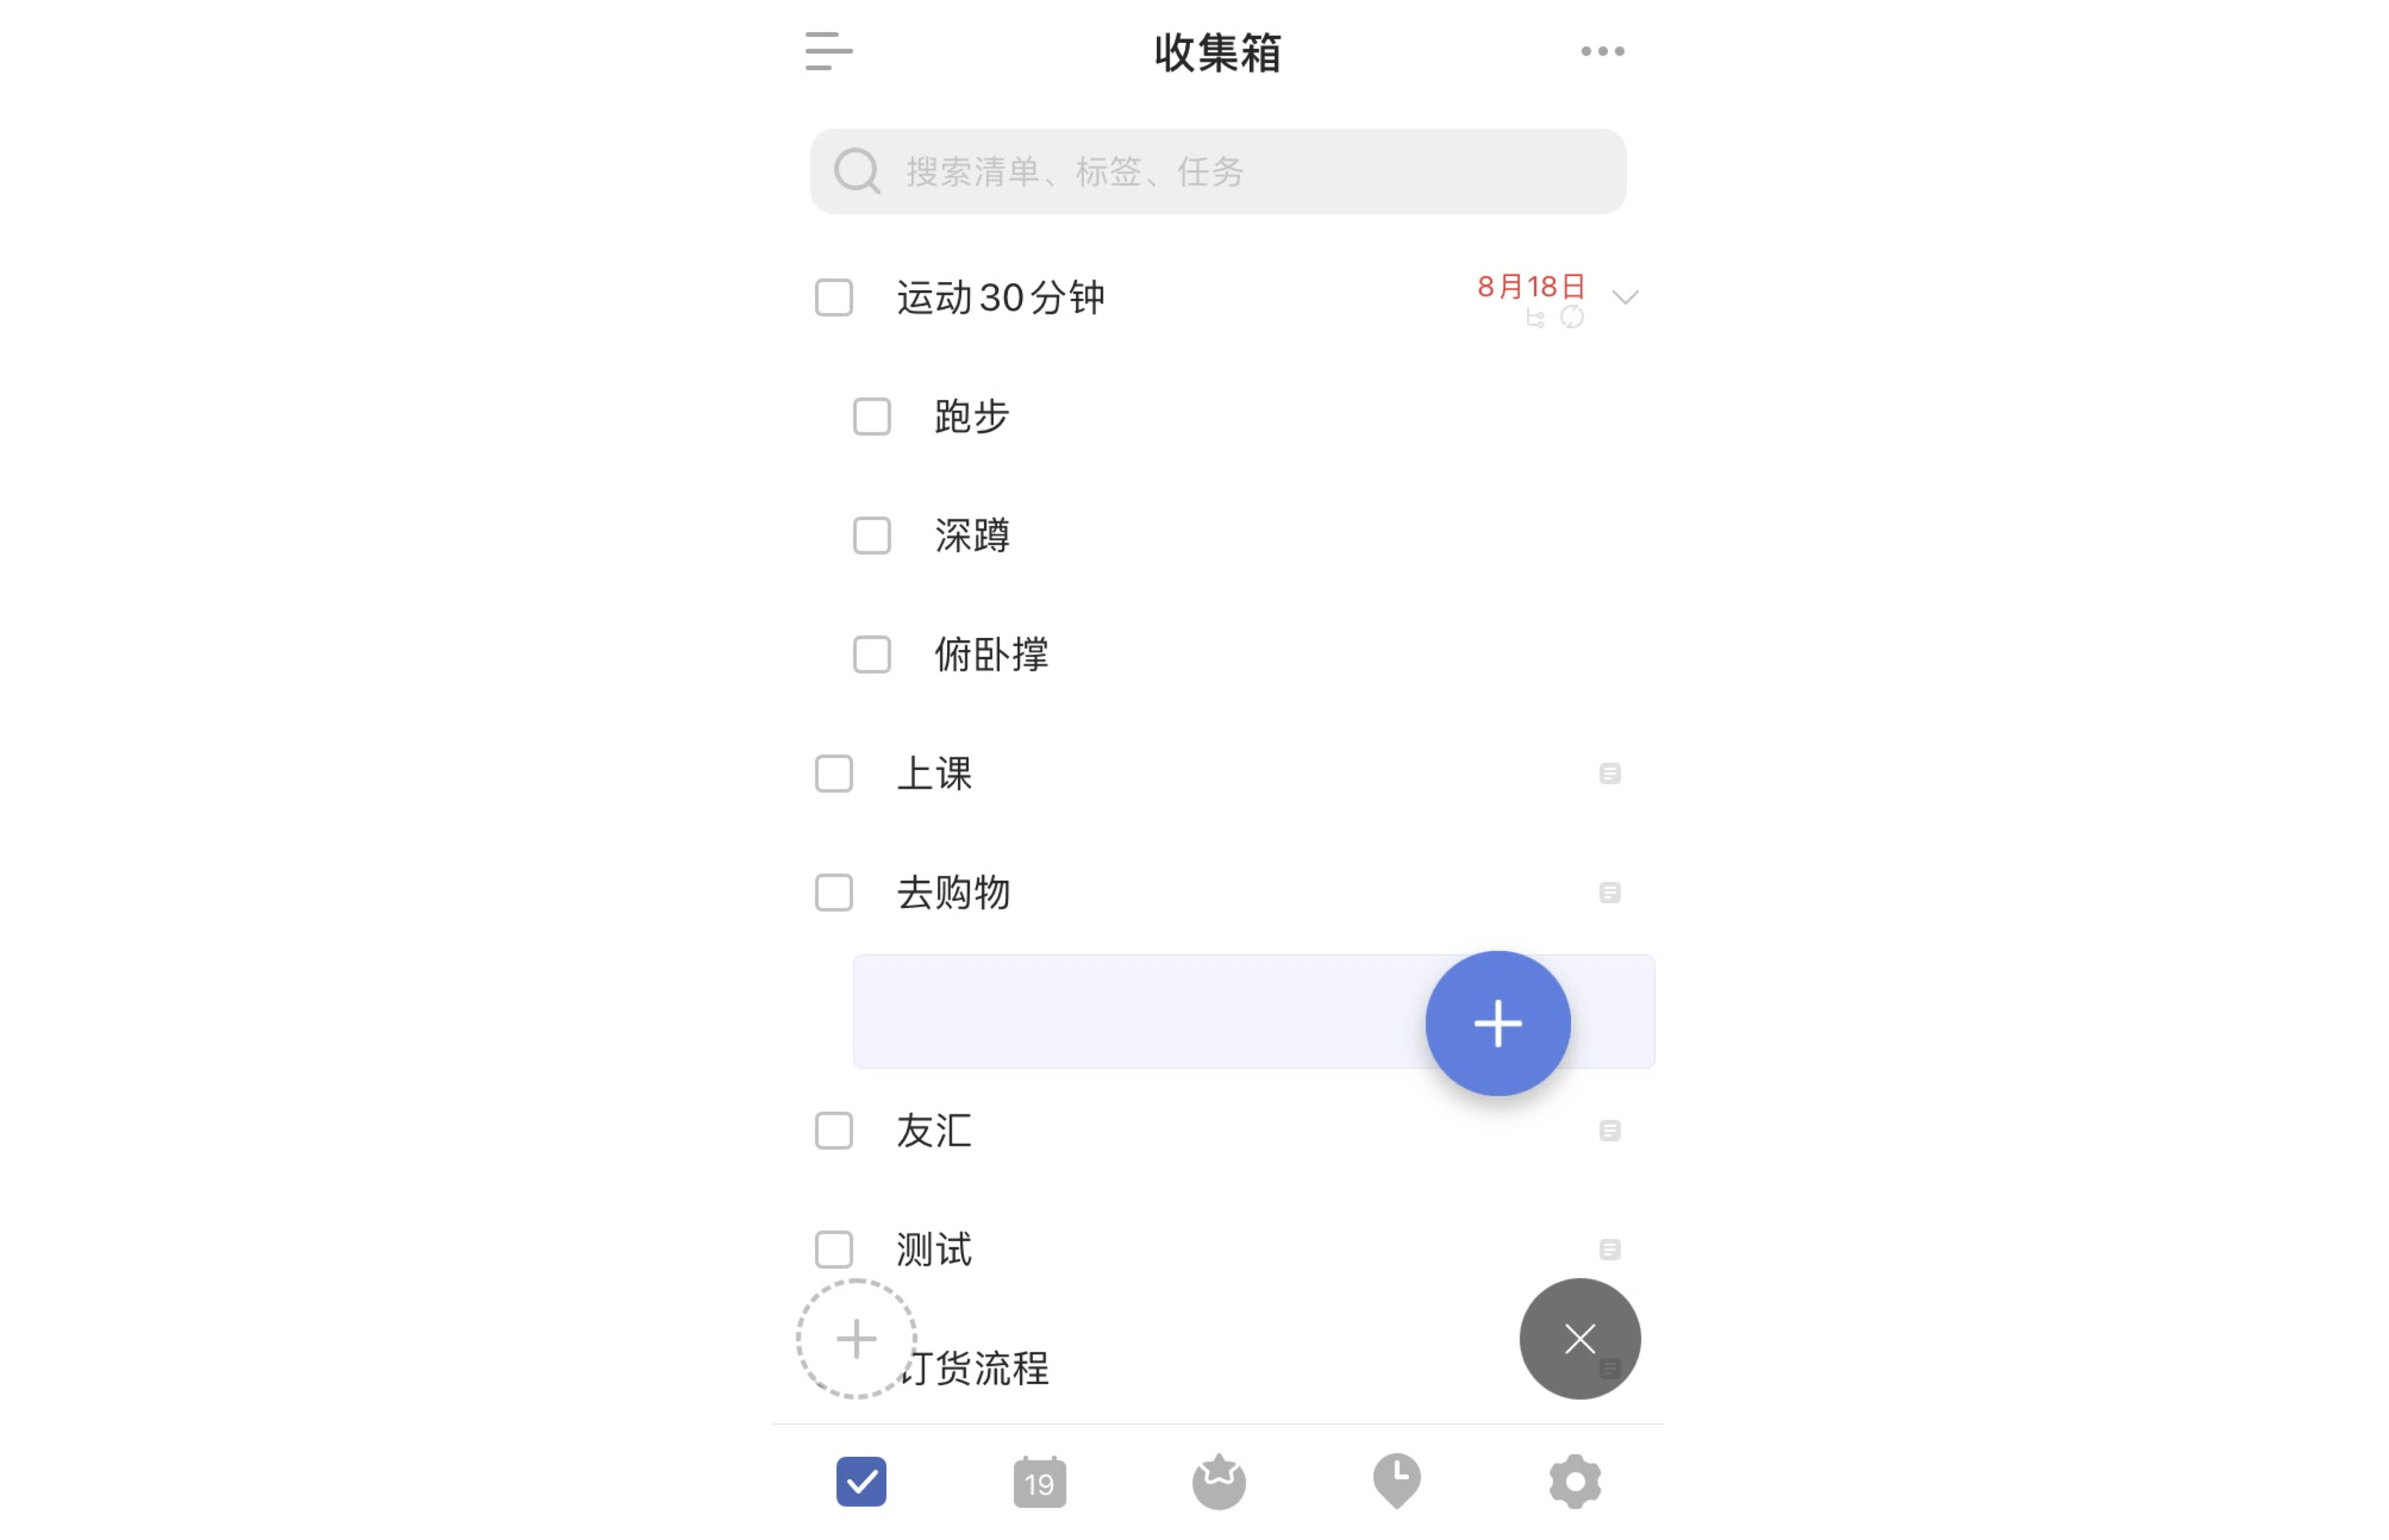 收集箱
搜索清单、标签、任务
运动30分钟
8月18日
跑步
深蹲
俯卧撑
上课
去购物
友汇
测试
订货流程
19